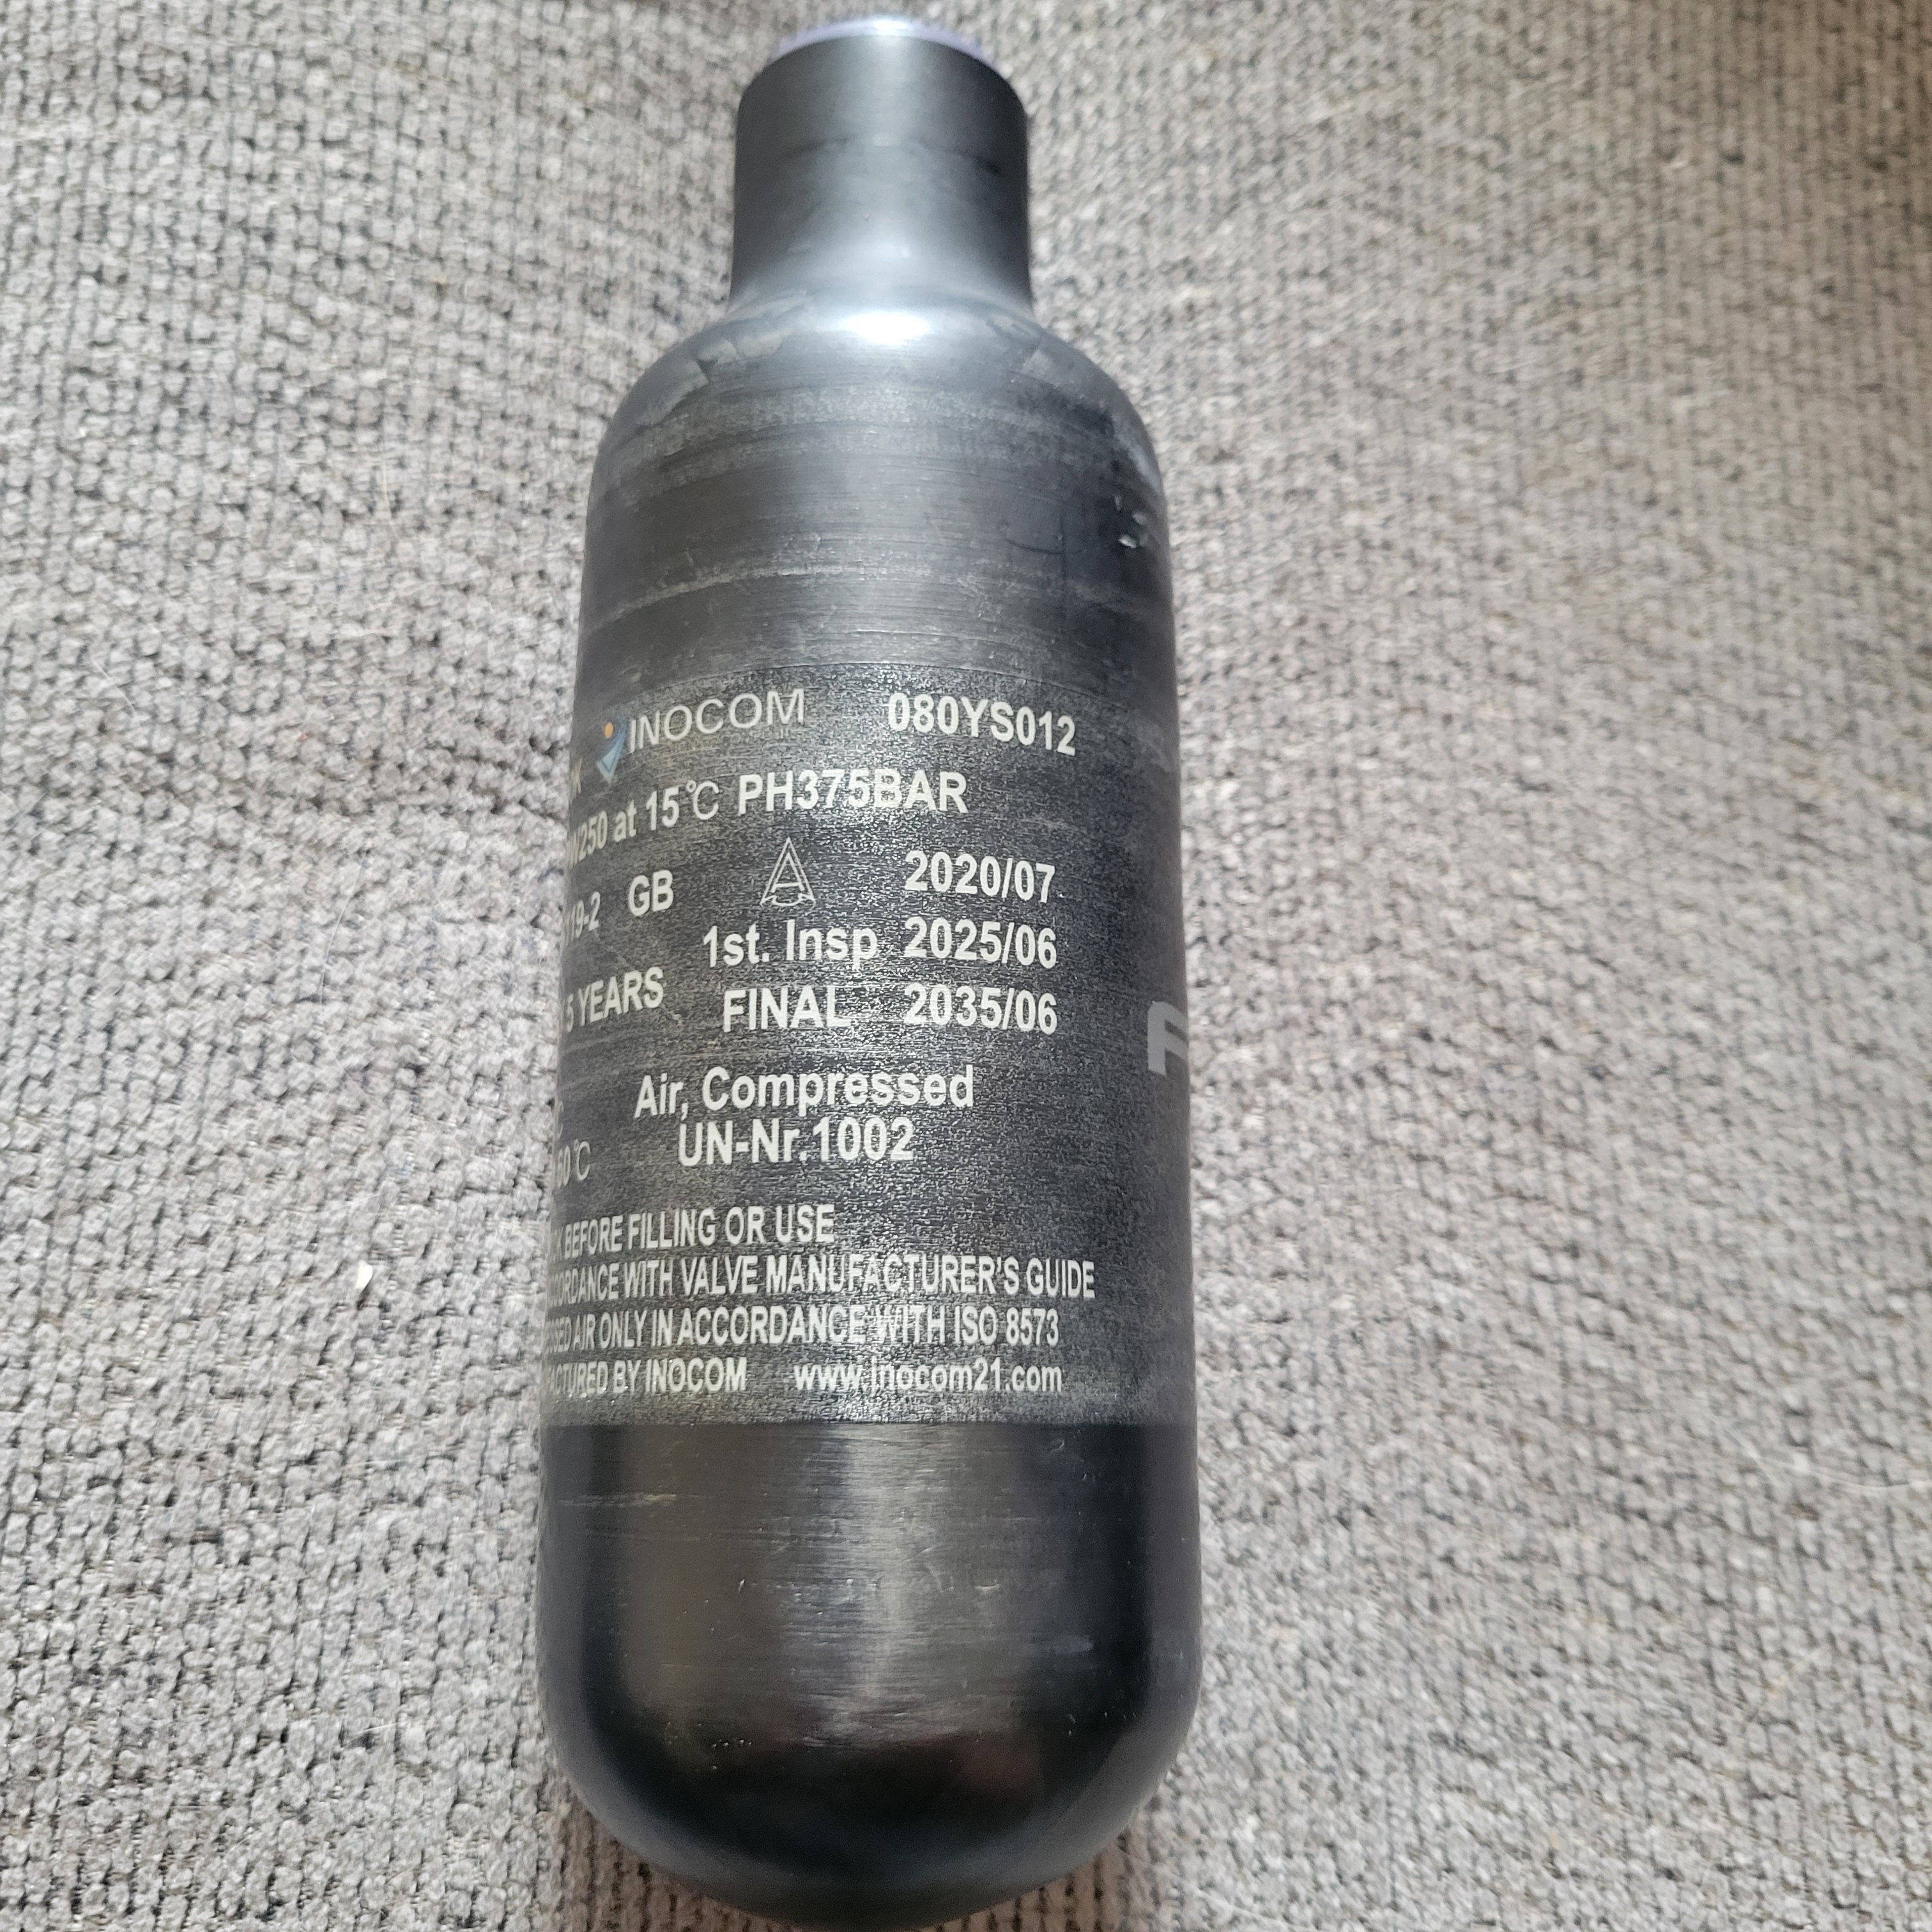 INOCOM 080YS012
at 15℃ PH375BAR
GB 2020/07
1st. Insp 2025/06
YEARS FINAL 2035/06
Air, Compressed
UN-Nr.1002
BEFORE FILLING OR USE
WITH VALVE MANUFACTURER'S GUIDE
AIR ONLY IN ACCORDANCE WITH ISO 8573
BY INOCOM www.inocom21.com